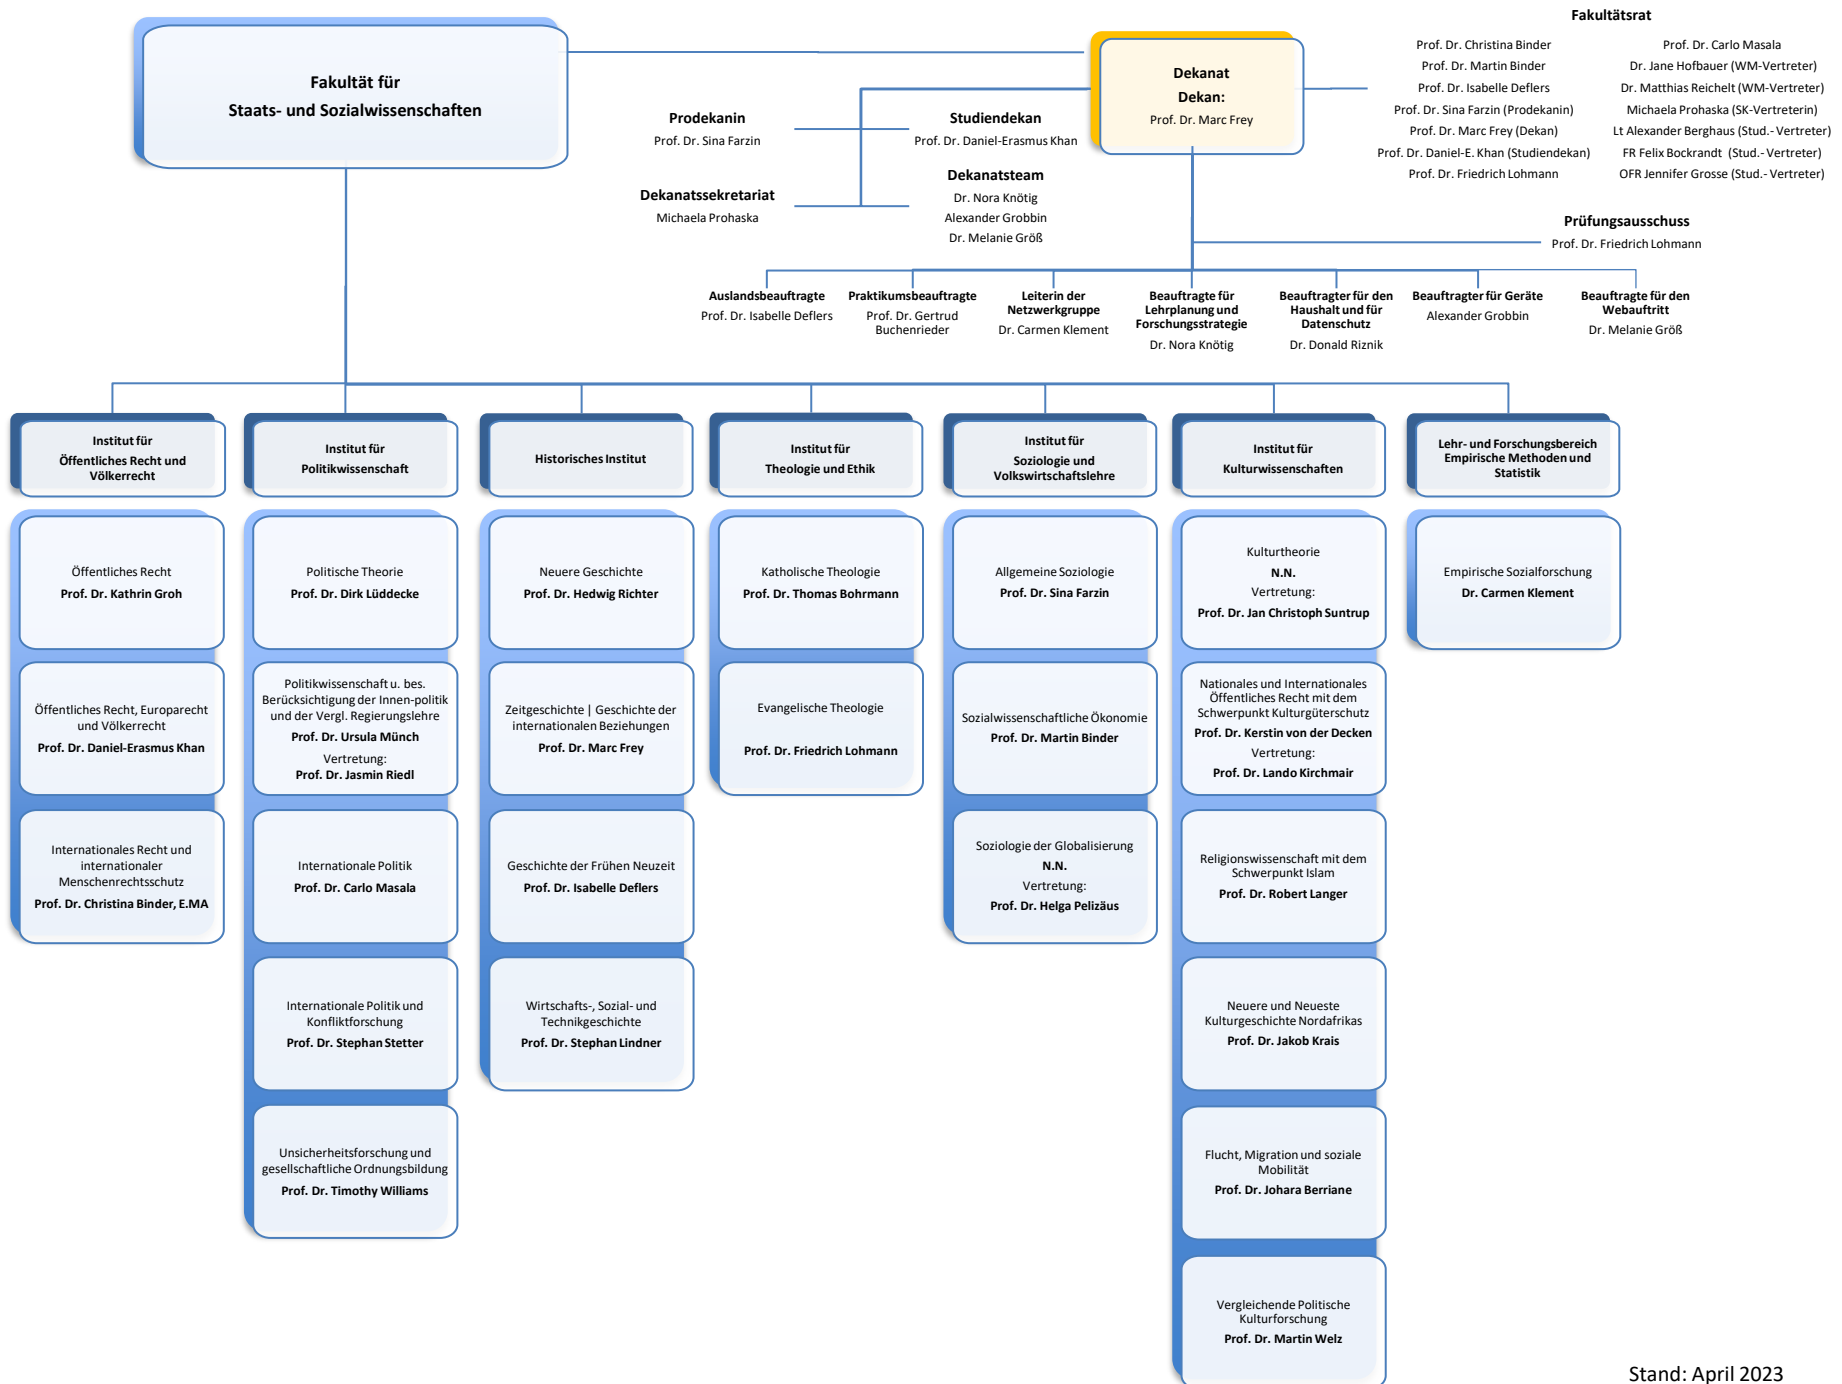 Fakultät für
Staats- und Sozialwissenschaften
Dekanat
Dekan:
Prof. Dr. Marc Frey
Fakultätsrat
Prof. Dr. Christina Binder
Prof. Dr. Martin Binder
Prof. Dr. Isabelle Deflers
Prof. Dr. Sina Farzin (Prodekanin)
Prof. Dr. Marc Frey (Dekan)
Prof. Dr. Daniel-E. Khan (Studiendekan)
Prof. Dr. Friedrich Lohmann
Prof. Dr. Carlo Masala
Dr. Jane Hofbauer (WM-Vertreter)
Dr. Matthias Reichelt (WM-Vertreter)
Michaela Prohaska (SK-Vertreterin)
Lt Alexander Berghaus (Stud.- Vertreter)
FR Felix Bockrandt (Stud.- Vertreter)
OFR Jennifer Grosse (Stud.- Vertreter)
Prodekanin
Prof. Dr. Sina Farzin
Studiendekan
Prof. Dr. Daniel-Erasmus Khan
Dekanatssekretariat
Michaela Prohaska
Dekanatsteam
Dr. Nora Knötig
Alexander Grobbin
Dr. Melanie Größ
Prüfungsausschuss
Prof. Dr. Friedrich Lohmann
Auslandsbeauftragte
Prof. Dr. Isabelle Deflers
Praktikumsbeauftragte
Prof. Dr. Gertrud
Buchenrieder
Leiterin der
Netzwerkgruppe
Dr. Carmen Klement
Beauftragte für
Lehrplanung und
Forschungsstrategie
Dr. Nora Knötig
Beauftragter für den
Haushalt und für
Datenschutz
Dr. Donald Riznik
Beauftragter für Geräte
Alexander Grobbin
Beauftragte für den
Webauftritt
Dr. Melanie Größ
Institut für
Öffentliches Recht und
Völkerrecht
Öffentliches Recht
Prof. Dr. Kathrin Groh
Öffentliches Recht, Europarecht
und Völkerrecht
Prof. Dr. Daniel-Erasmus Khan
Internationales Recht und
internationaler
Menschenrechtsschutz
Prof. Dr. Christina Binder, E.MA
Institut für
Politikwissenschaft
Politische Theorie
Prof. Dr. Dirk Lüddecke
Politikwissenschaft u. bes.
Berücksichtigung der Innen-politik
und der Vergl. Regierungslehre
Prof. Dr. Ursula Münch
Vertretung:
Prof. Dr. Jasmin Riedl
Internationale Politik
Prof. Dr. Carlo Masala
Internationale Politik und
Konfliktforschung
Prof. Dr. Stephan Stetter
Unsicherheitsforschung und
gesellschaftliche Ordnungsbildung
Prof. Dr. Timothy Williams
Historisches Institut
Neuere Geschichte
Prof. Dr. Hedwig Richter
Zeitgeschichte | Geschichte der
internationalen Beziehungen
Prof. Dr. Marc Frey
Geschichte der Frühen Neuzeit
Prof. Dr. Isabelle Deflers
Wirtschafts-, Sozial- und
Technikgeschichte
Prof. Dr. Stephan Lindner
Institut für
Theologie und Ethik
Katholische Theologie
Prof. Dr. Thomas Bohrmann
Evangelische Theologie
Prof. Dr. Friedrich Lohmann
Institut für
Soziologie und
Volkswirtschaftslehre
Allgemeine Soziologie
Prof. Dr. Sina Farzin
Sozialwissenschaftliche Ökonomie
Prof. Dr. Martin Binder
Soziologie der Globalisierung
N.N.
Vertretung:
Prof. Dr. Helga Pelizäus
Institut für
Kulturwissenschaften
Kulturtheorie
N.N.
Vertretung:
Prof. Dr. Jan Christoph Suntrup
Nationales und Internationales
Öffentliches Recht mit dem
Schwerpunkt Kulturgüterschutz
Prof. Dr. Kerstin von der Decken
Vertretung:
Prof. Dr. Lando Kirchmair
Religionswissenschaft mit dem
Schwerpunkt Islam
Prof. Dr. Robert Langer
Neuere und Neueste
Kulturgeschichte Nordafrikas
Prof. Dr. Jakob Krais
Flucht, Migration und soziale
Mobilität
Prof. Dr. Johara Berriane
Vergleichende Politische
Kulturforschung
Prof. Dr. Martin Welz
Lehr- und Forschungsbereich
Empirische Methoden und
Statistik
Empirische Sozialforschung
Dr. Carmen Klement
Stand: April 2023